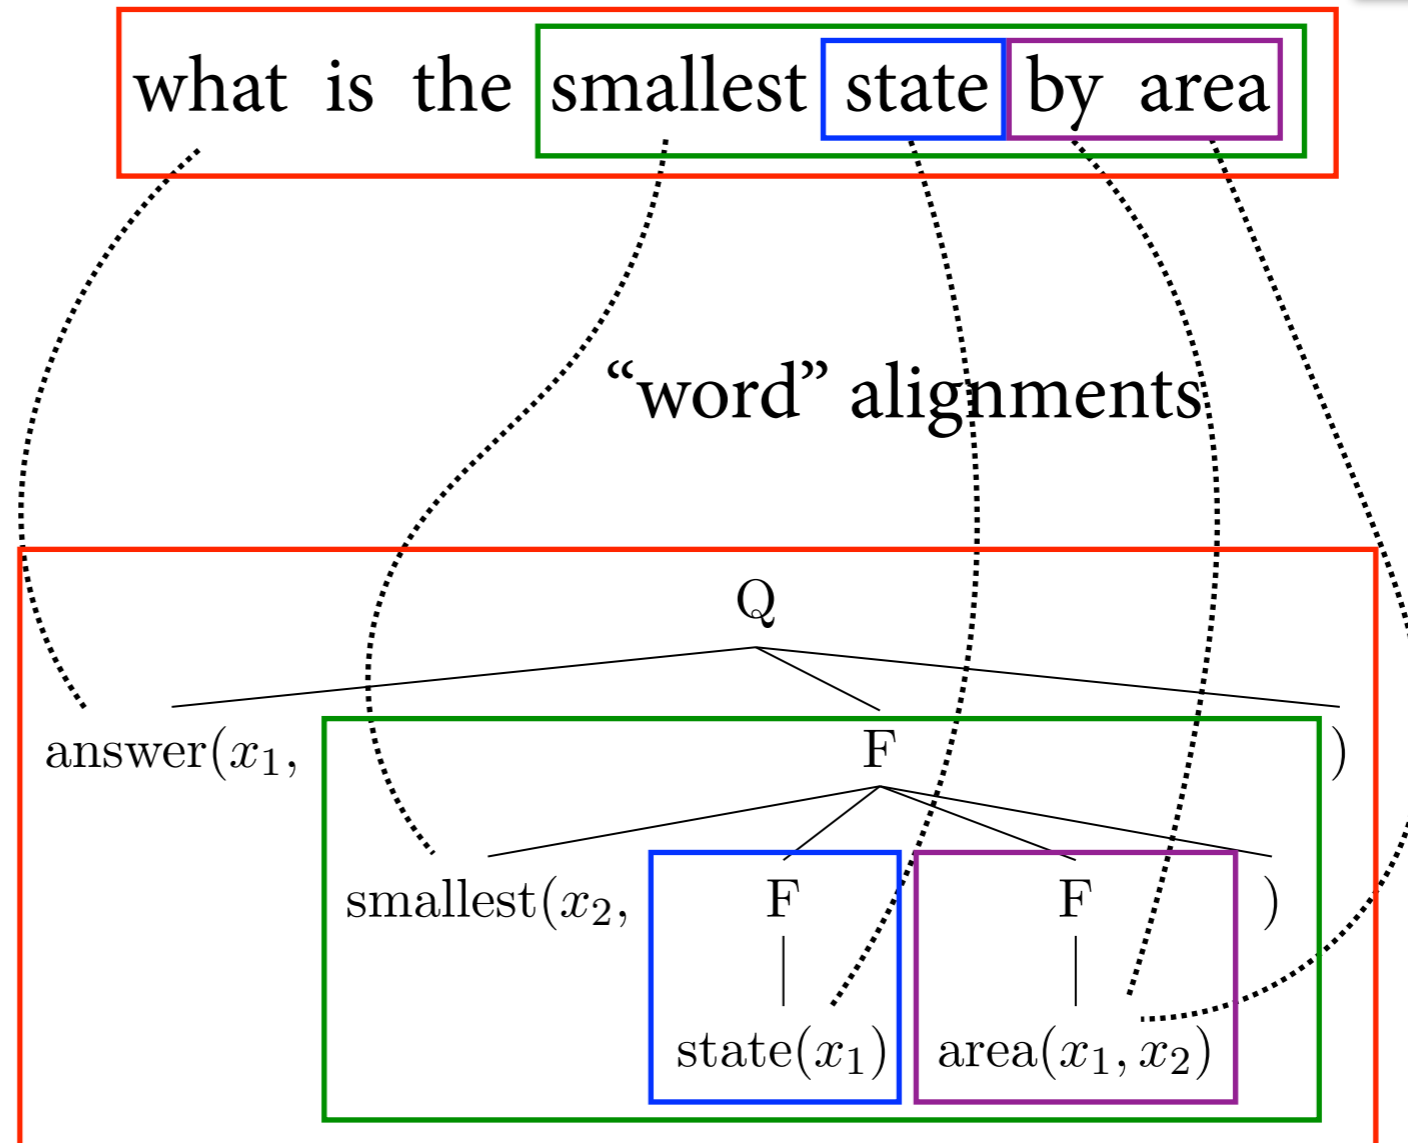 what is the smallest state by area
“word” alignments
Q
answer(x₁, F )
smallest(x₂, F F )
state(x₁) area(x₁, x₂)